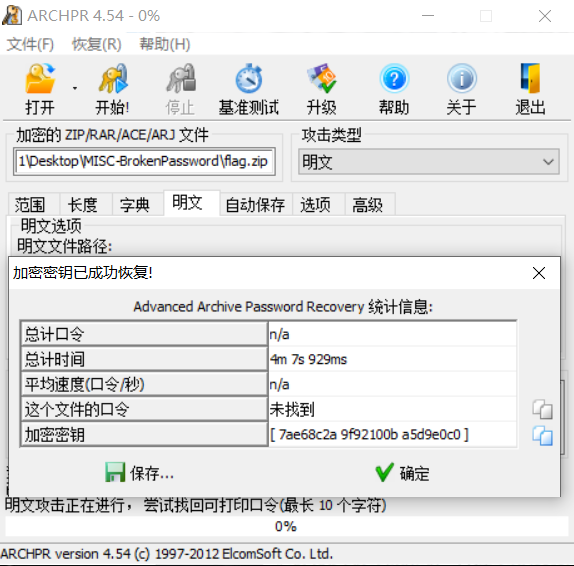 ARCHPR 4.54 - 0%
文件(F) 恢复(R) 帮助(H)
打开 开始! 停止 基准测试 升级 帮助 关于 退出
加密的 ZIP/RAR/ACE/ARJ 文件 攻击类型
1\Desktop\MISC-BrokenPassword\flag.zip 明文
范围 长度 字典 明文 自动保存 选项 高级
明文选项
明文文件路径:
加密密钥已成功恢复!
Advanced Archive Password Recovery 统计信息:
总计口令 n/a
总计时间 4m 7s 929ms
平均速度(口令/秒) n/a
这个文件的口令 未找到
加密密钥 [ 7ae68c2a 9f92100b a5d9e0c0 ]
保存... 确定
明文攻击正在进行，尝试找回可打印口令(最长 10 个字符)
0%
ARCHPR version 4.54 (c) 1997-2012 ElcomSoft Co. Ltd.